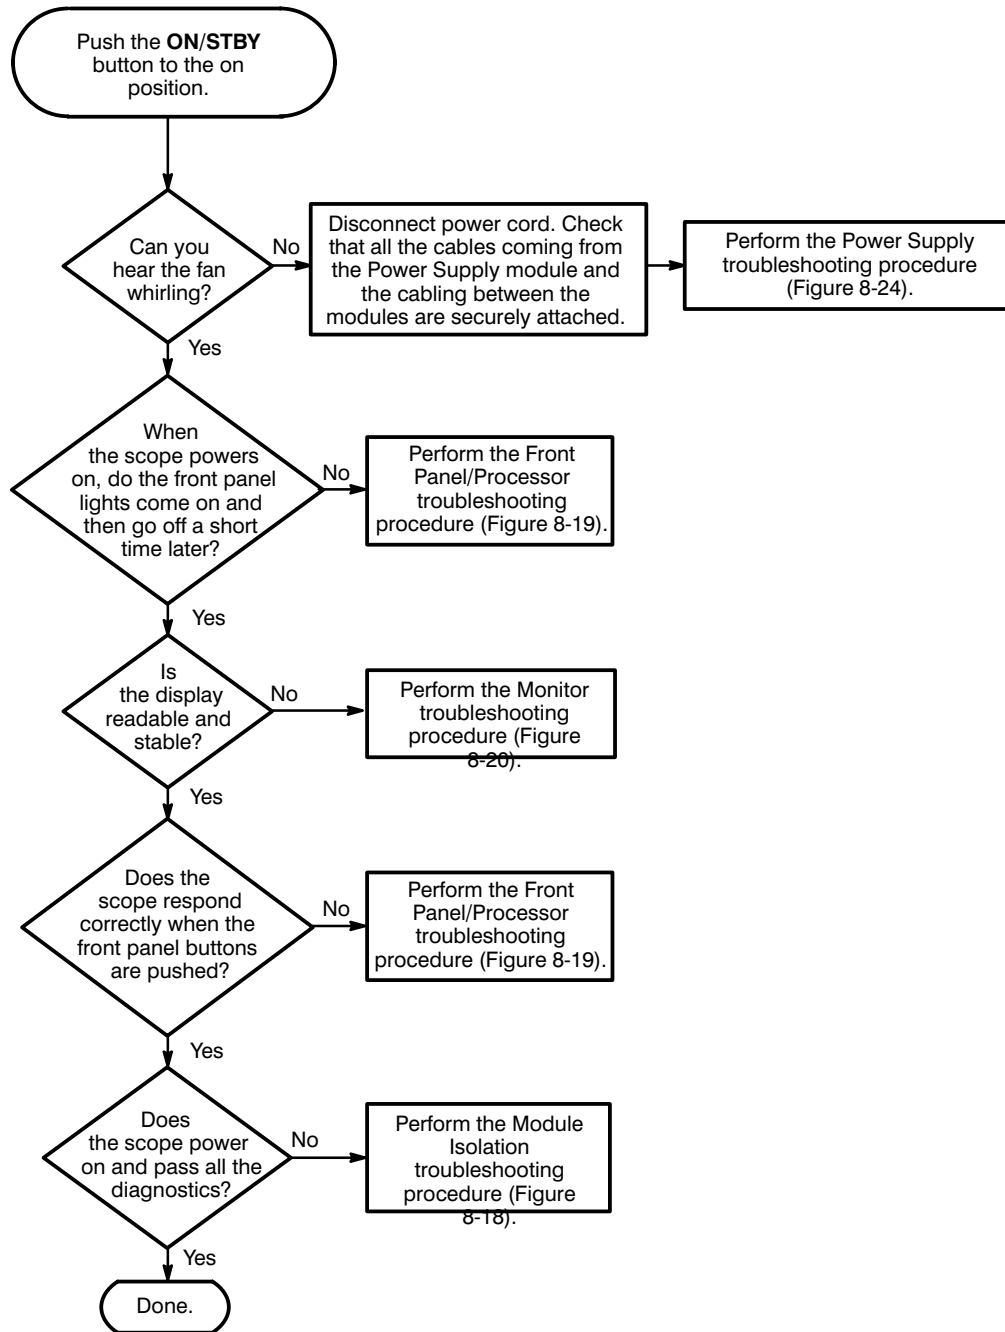 Push the ON/STBY
button to the on
position.
Can you
hear the fan
whirling?
No
Disconnect power cord. Check
that all the cables coming from
the Power Supply module and
the cabling between the
modules are securely attached.
Perform the Power Supply
troubleshooting procedure
(Figure 8-24).
Yes
When
the scope powers
on, do the front panel
lights come on and
then go off a short
time later?
No
Perform the Front
Panel/Processor
troubleshooting
procedure (Figure 8-19).
Yes
Is
the display
readable and
stable?
No
Perform the Monitor
troubleshooting
procedure (Figure
8-20).
Yes
Does the
scope respond
correctly when the
front panel buttons
are pushed?
No
Perform the Front
Panel/Processor
troubleshooting
procedure (Figure 8-19).
Yes
Does
the scope power
on and pass all the
diagnostics?
No
Perform the Module
Isolation
troubleshooting
procedure (Figure
8-18).
Yes
Done.